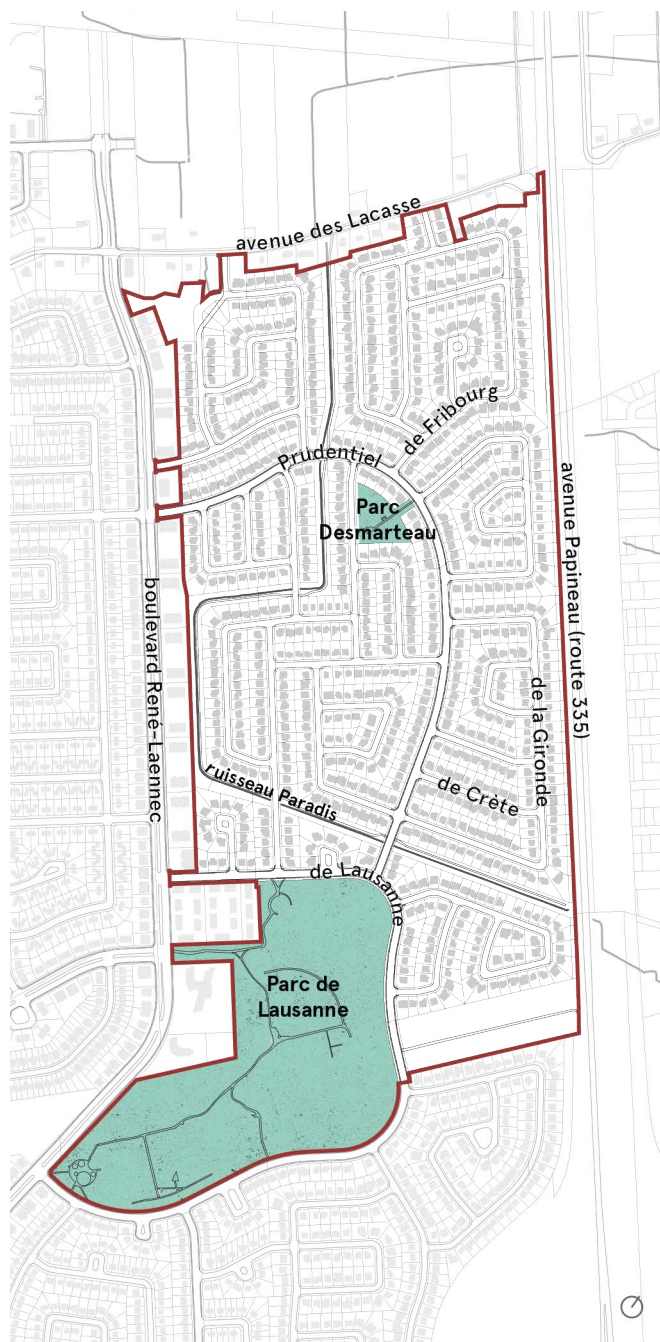 avenue des Lacasse
de Fribourg
Prudentiel
Parc
Desmarteau
avenue Papineau (route 335)
boulevard René-Laennec
de la Gironde
ruisseau Paradis
de Crète
de Lausanne
Parc de
Lausanne